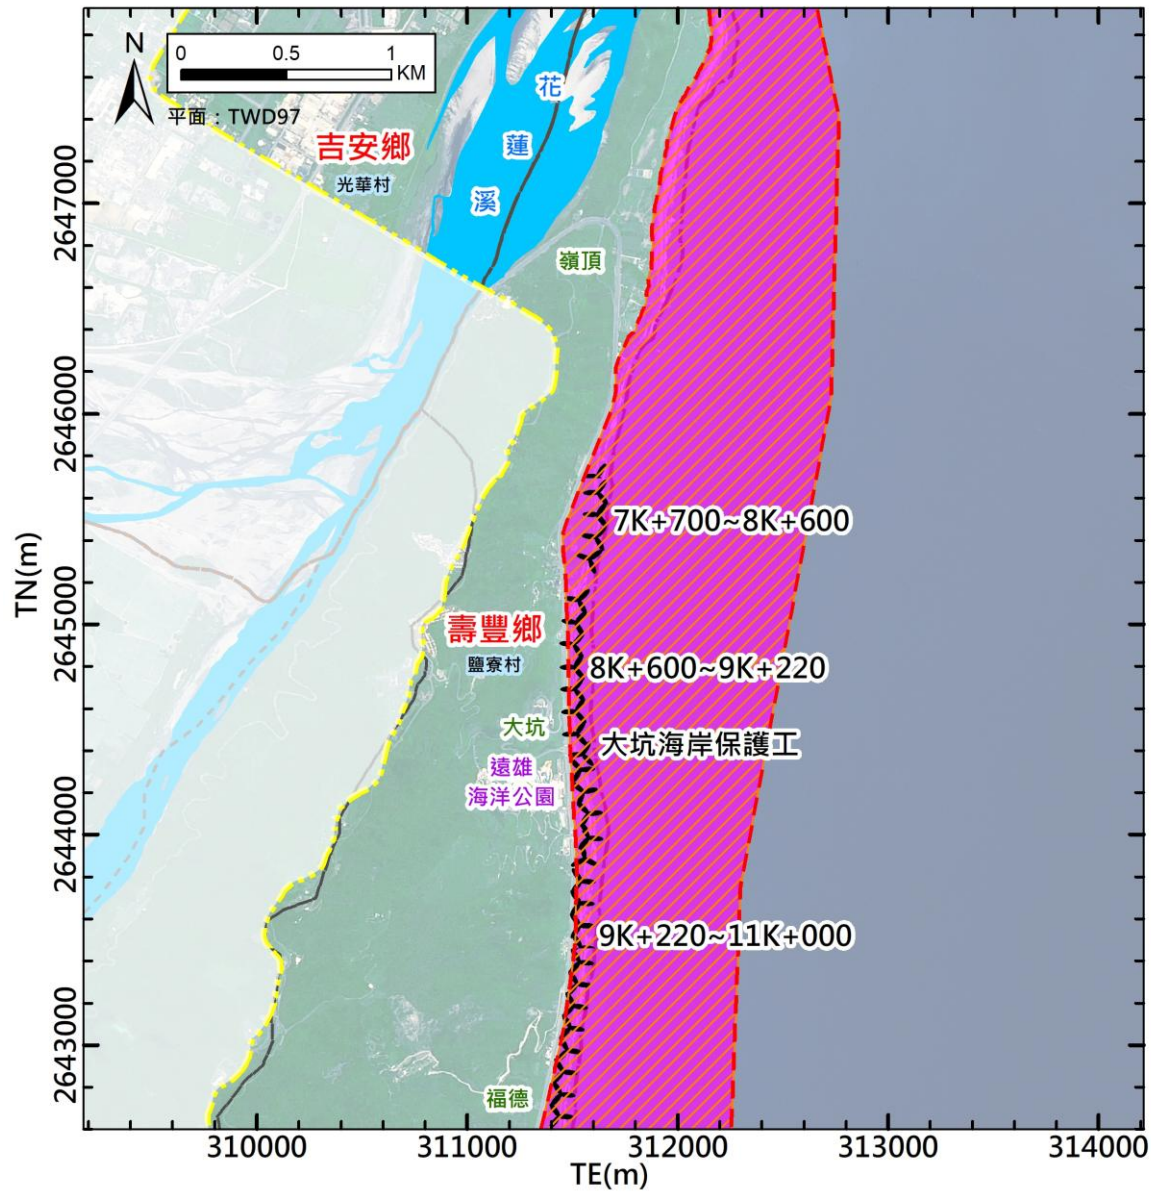 N
0 0.5 1
KM
平面：TWD97
吉安鄉
光華村
花
蓮
溪
嶺頂
7K+700~8K+600
壽豐鄉
鹽寮村
8K+600~9K+220
大坑
大坑海岸保護工
遠雄
海洋公園
9K+220~11K+000
福德
2647000
2646000
2645000
2644000
2643000
TN(m)
310000 311000 312000 313000 314000
TE(m)